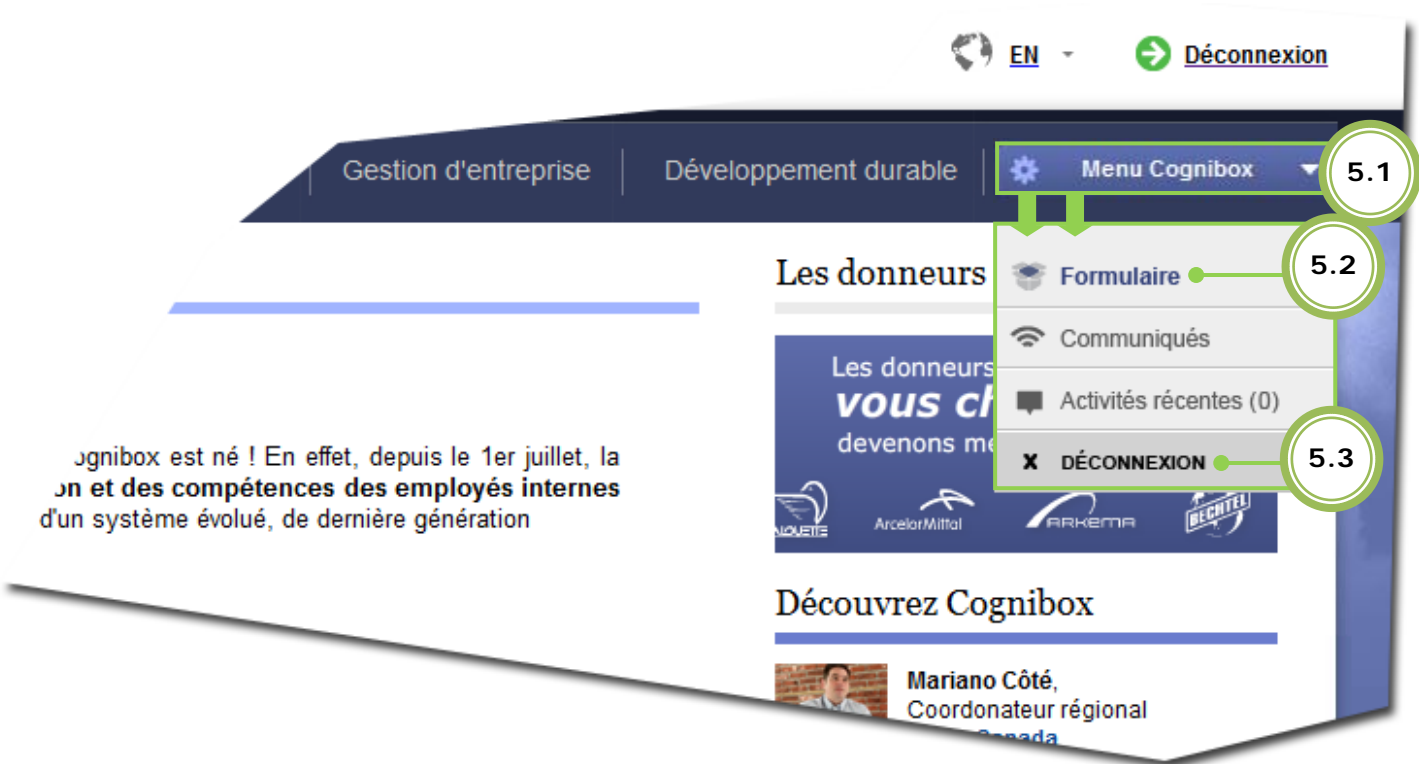 EN
Déconnexion
Gestion d'entreprise
Développement durable
Menu Cognibox
5.1
Les donneurs
Formulaire
5.2
Communiqués
Activités récentes (0)
DÉCONNEXION
5.3
Les donneurs
vous ch
devenons me
ALOUETTE
ArcelorMittal
ARKEMA
BECHTEL
ognibox est né ! En effet, depuis le 1er juillet, la
on et des compétences des employés internes
d'un système évolué, de dernière génération
Découvrez Cognibox
Mariano Côté,
Coordonateur régional
Canada